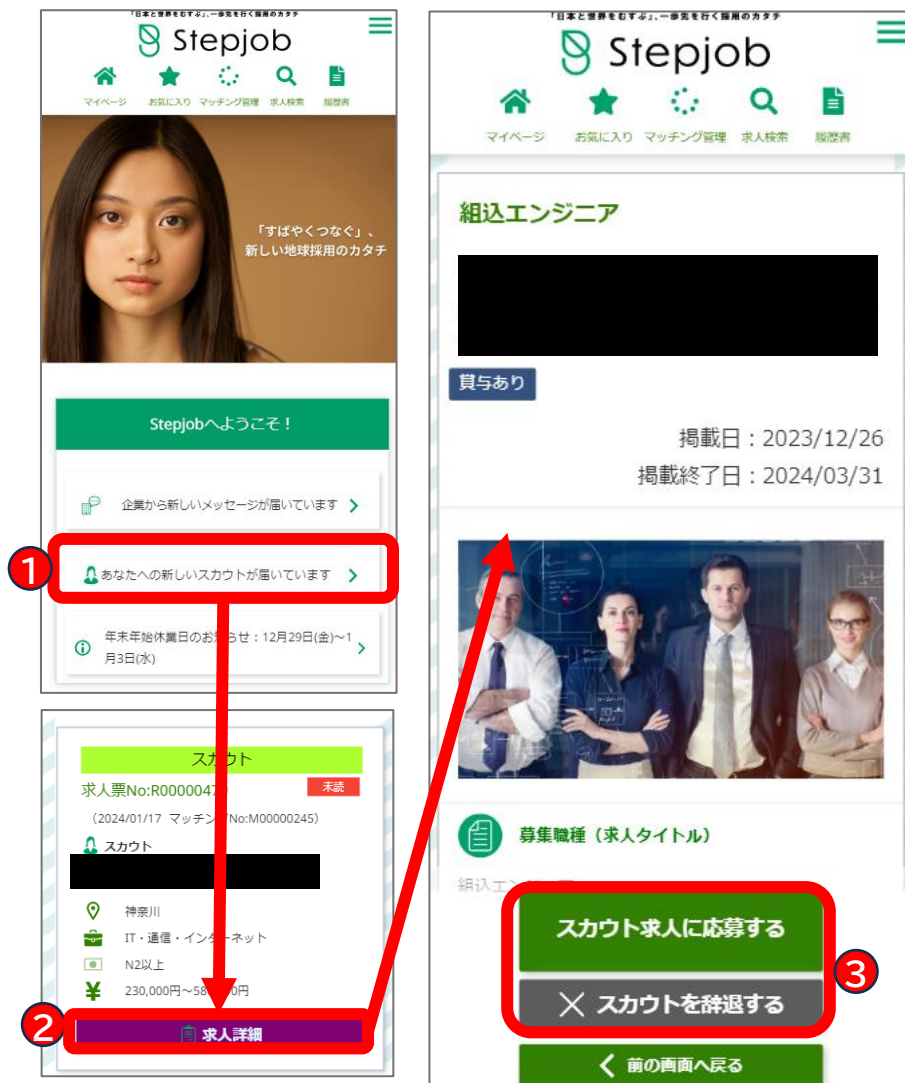 「日本と世界をむすぶ」、一歩先を行く採用のカタチ
Stepjob
マイページ
お気に入り
マッチング管理
求人検索
履歴書
「すばやくつなぐ」、
新しい地球採用のカタチ
Stepjobへようこそ！
企業から新しいメッセージが届いています
1
あなたへの新しいスカウトが届いています
年末年始休業日のお知らせ：12月29日(金)～1
月3日(水)
スカウト
求人票No:R0000047
未読
（2024/01/17 マッチングNo:M00000245）
スカウト
神奈川
IT・通信・インターネット
N2以上
230,000円～58 0円
2
求人詳細
「日本と世界をむすぶ」、一歩先を行く採用のカタチ
Stepjob
マイページ
お気に入り
マッチング管理
求人検索
履歴書
組込エンジニア
賞与あり
掲載日：2023/12/26
掲載終了日：2024/03/31
募集職種（求人タイトル）
組込エンジニア
スカウト求人に応募する
3
スカウトを辞退する
前の画面へ戻る